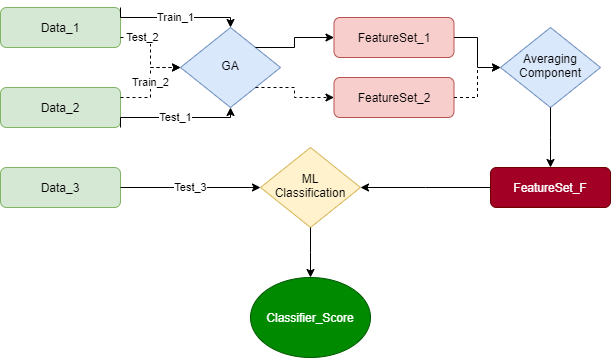 Data_1
Train_1
Test_2
GA
FeatureSet_1
Averaging
Component
Train_2
Data_2
Test_1
FeatureSet_2
Data_3
Test_3
ML
Classification
FeatureSet_F
Classifier_Score